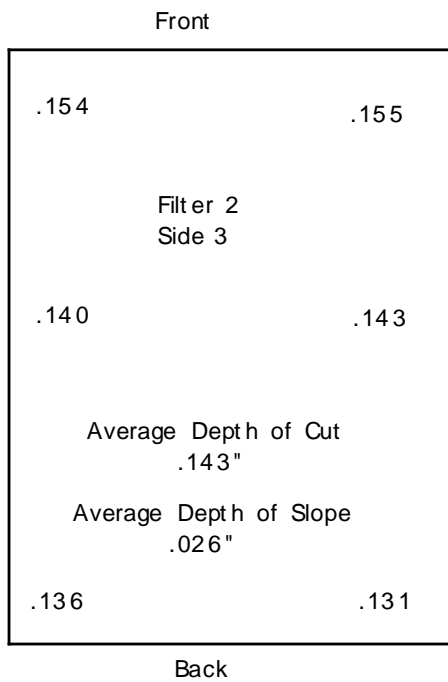 Front
.154 .155
Filter 2
Side 3
.140 .143
Average Depth of Cut
.143"
Average Depth of Slope
.026"
.136 .131
Back